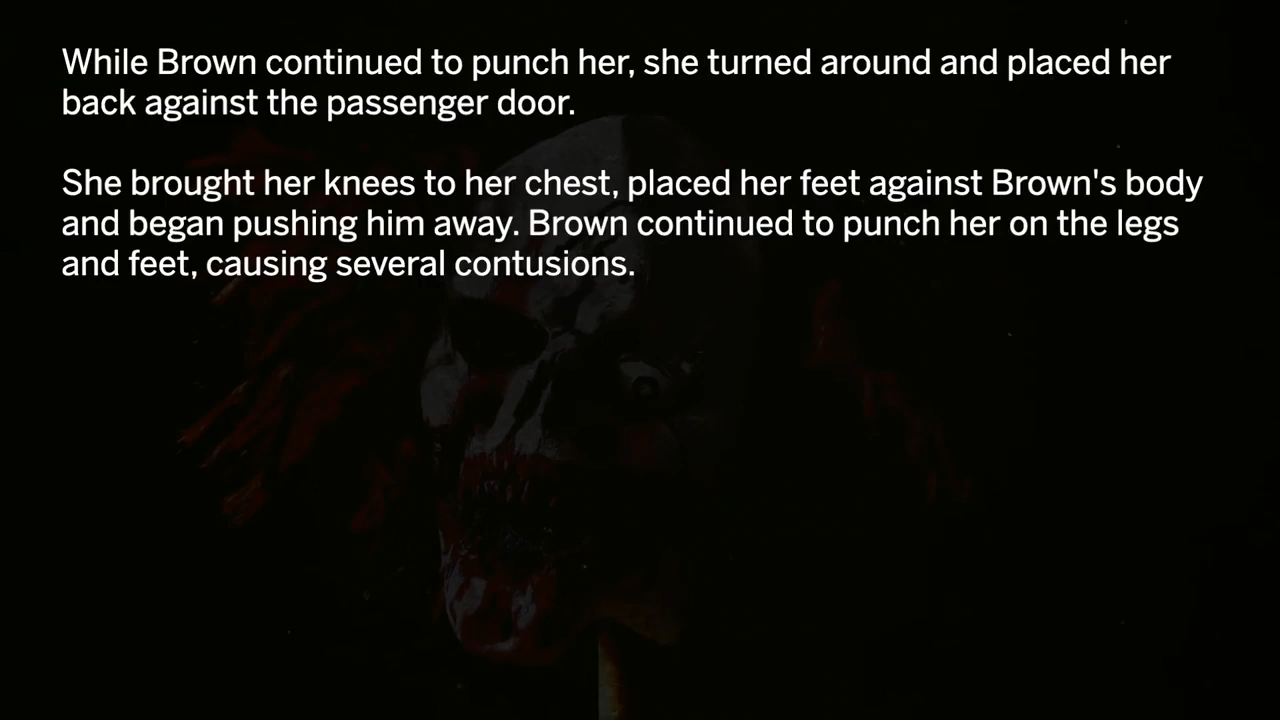 While Brown continued to punch her, she turned around and placed her
back against the passenger door.
She brought her knees to her chest, placed her feet against Brown's body
and began pushing him away. Brown continued to punch her on the legs
and feet, causing several contusions.